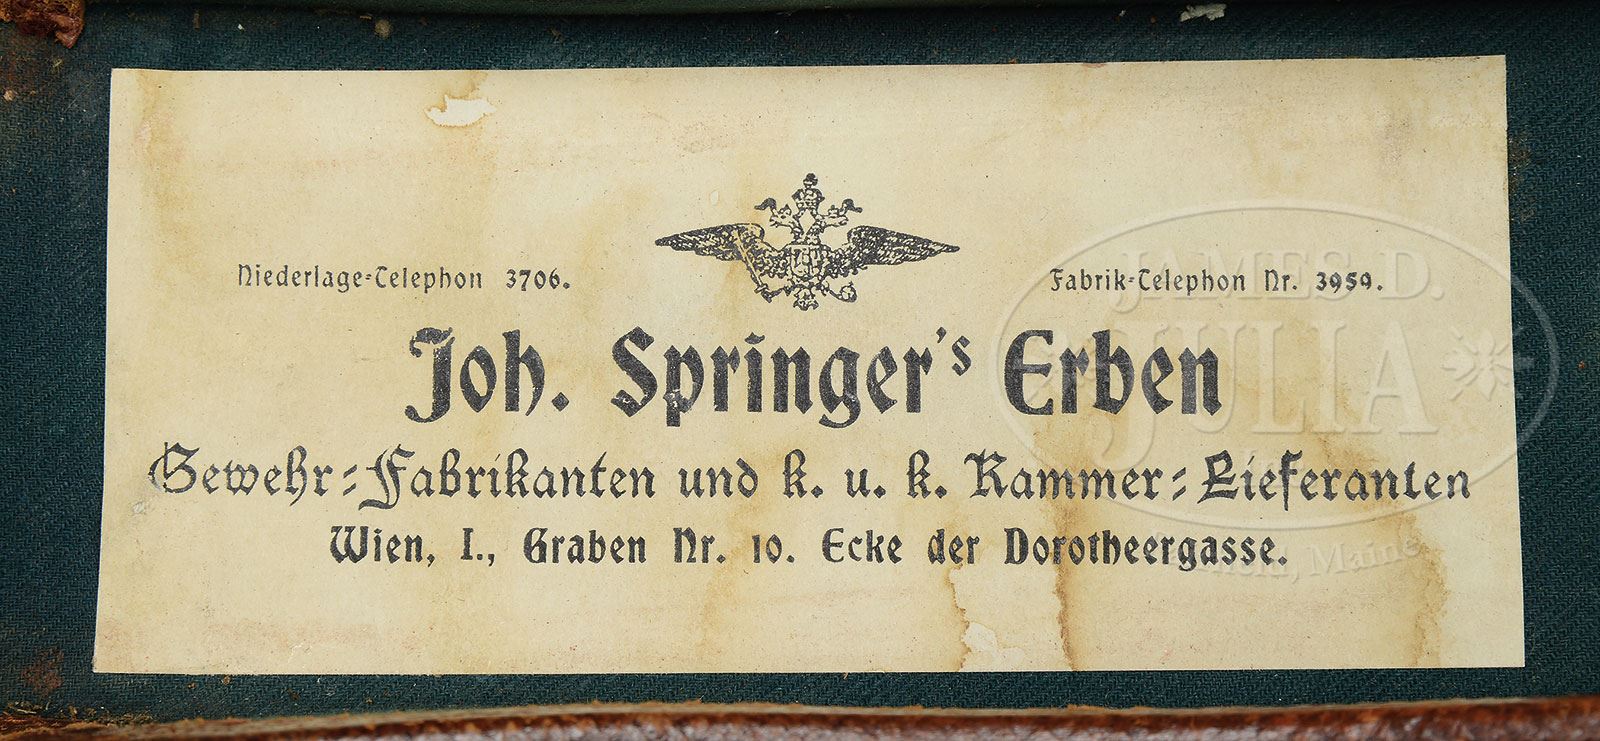 Niederlage-Telephon 3706. Fabrik-Telephon Nr. 3959.
Joh. Springer's Erben
Gewehr-Fabrikanten und k. u. k. Kammer-Lieferanten
Wien, I., Graben Nr. 10. Ecke der Dorotheergasse.
JAMES D.
JULIA
Maine